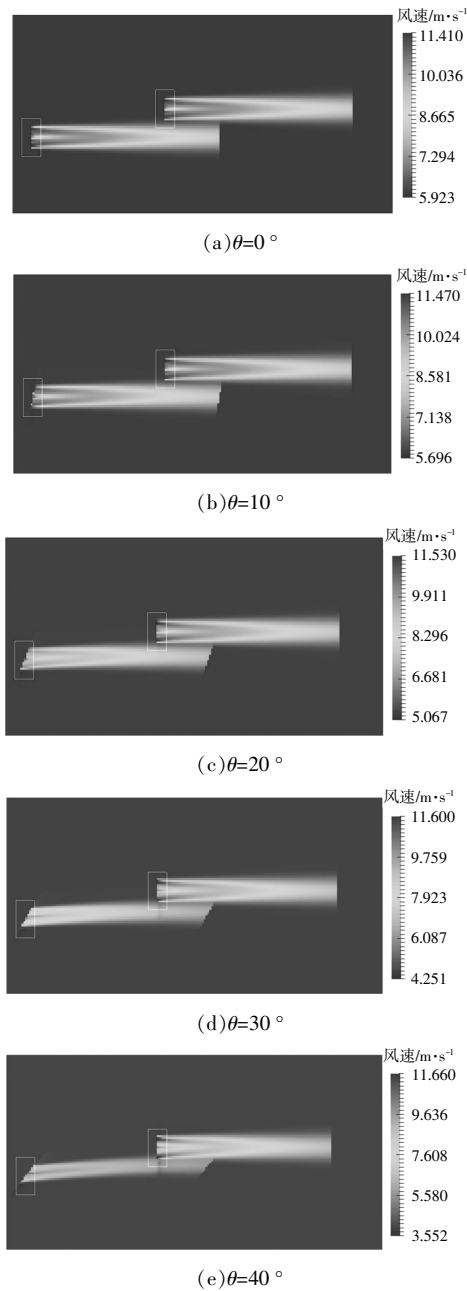 风速/m·s⁻¹
11.410
10.036
8.665
7.294
5.923
(a)θ=0 °
风速/m·s⁻¹
11.470
10.024
8.581
7.138
5.696
(b)θ=10 °
风速/m·s⁻¹
11.530
9.911
8.296
6.681
5.067
(c)θ=20 °
风速/m·s⁻¹
11.600
9.759
7.923
6.087
4.251
(d)θ=30 °
风速/m·s⁻¹
11.660
9.636
7.608
5.580
3.552
(e)θ=40 °